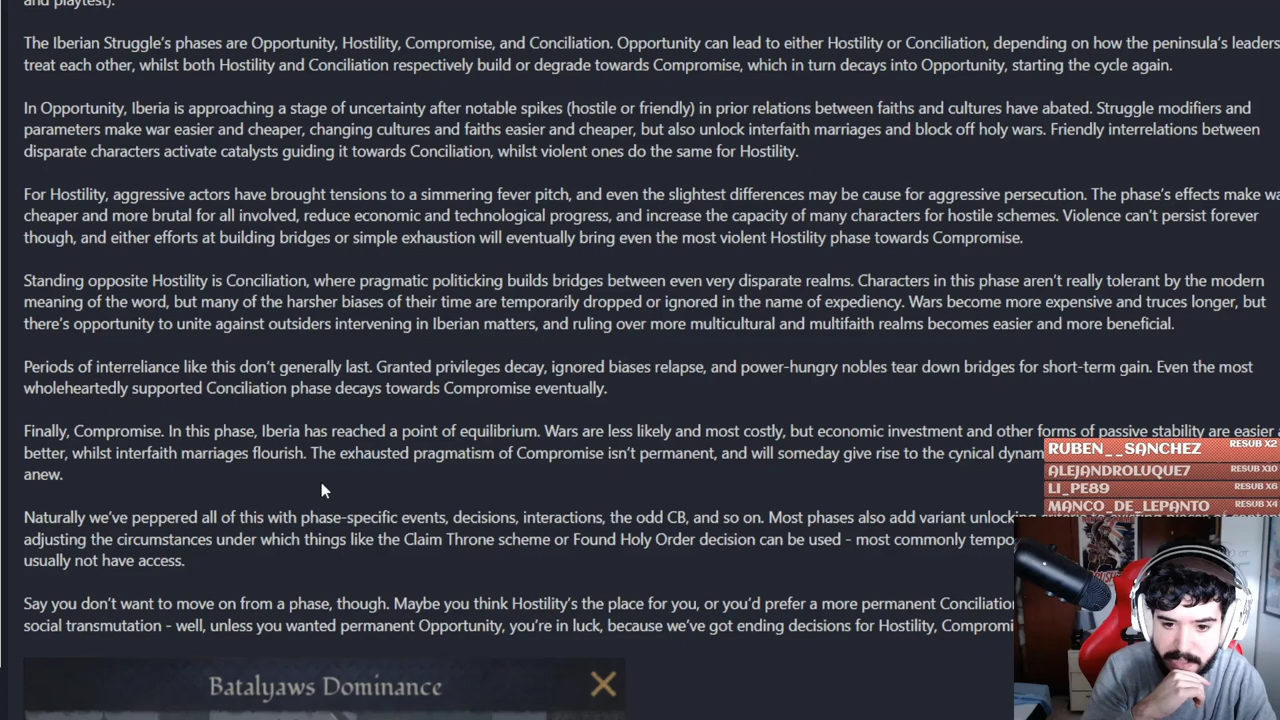 and playtest).
The Iberian Struggle's phases are Opportunity, Hostility, Compromise, and Conciliation. Opportunity can lead to either Hostility or Conciliation, depending on how the peninsula's leaders
treat each other, whilst both Hostility and Conciliation respectively build or degrade towards Compromise, which in turn decays into Opportunity, starting the cycle again.
In Opportunity, Iberia is approaching a stage of uncertainty after notable spikes (hostile or friendly) in prior relations between faiths and cultures have abated. Struggle modifiers and
parameters make war easier and cheaper, changing cultures and faiths easier and cheaper, but also unlock interfaith marriages and block off holy wars. Friendly interrelations between
disparate characters activate catalysts guiding it towards Conciliation, whilst violent ones do the same for Hostility.
For Hostility, aggressive actors have brought tensions to a simmering fever pitch, and even the slightest differences may be cause for aggressive persecution. The phase's effects make wa
cheaper and more brutal for all involved, reduce economic and technological progress, and increase the capacity of many characters for hostile schemes. Violence can't persist forever
though, and either efforts at building bridges or simple exhaustion will eventually bring even the most violent Hostility phase towards Compromise.
Standing opposite Hostility is Conciliation, where pragmatic politicking builds bridges between even very disparate realms. Characters in this phase aren't really tolerant by the modern
meaning of the word, but many of the harsher biases of their time are temporarily dropped or ignored in the name of expediency. Wars become more expensive and truces longer, but
there's opportunity to unite against outsiders intervening in Iberian matters, and ruling over more multicultural and multifaith realms becomes easier and more beneficial.
Periods of interreliance like this don't generally last. Granted privileges decay, ignored biases relapse, and power-hungry nobles tear down bridges for short-term gain. Even the most
wholeheartedly supported Conciliation phase decays towards Compromise eventually.
Finally, Compromise. In this phase, Iberia has reached a point of equilibrium. Wars are less likely and most costly, but economic investment and other forms of passive stability are easier
better, whilst interfaith marriages flourish. The exhausted pragmatism of Compromise isn't permanent, and will someday give rise to the cynical dynam
anew.
RUBEN__SANCHEZ RESUB X2
ALEJANDROLUQUE7 RESUB X10
LI_PE89 RESUB X6
MANCO_DE_LEPANTO RESUB X4
Naturally we've peppered all of this with phase-specific events, decisions, interactions, the odd CB, and so on. Most phases also add variant unlocking
adjusting the circumstances under which things like the Claim Throne scheme or Found Holy Order decision can be used - most commonly tempo
usually not have access.
Say you don't want to move on from a phase, though. Maybe you think Hostility's the place for you, or you'd prefer a more permanent Conciliation
social transmutation - well, unless you wanted permanent Opportunity, you're in luck, because we've got ending decisions for Hostility, Compromi
Batalyaws Dominance